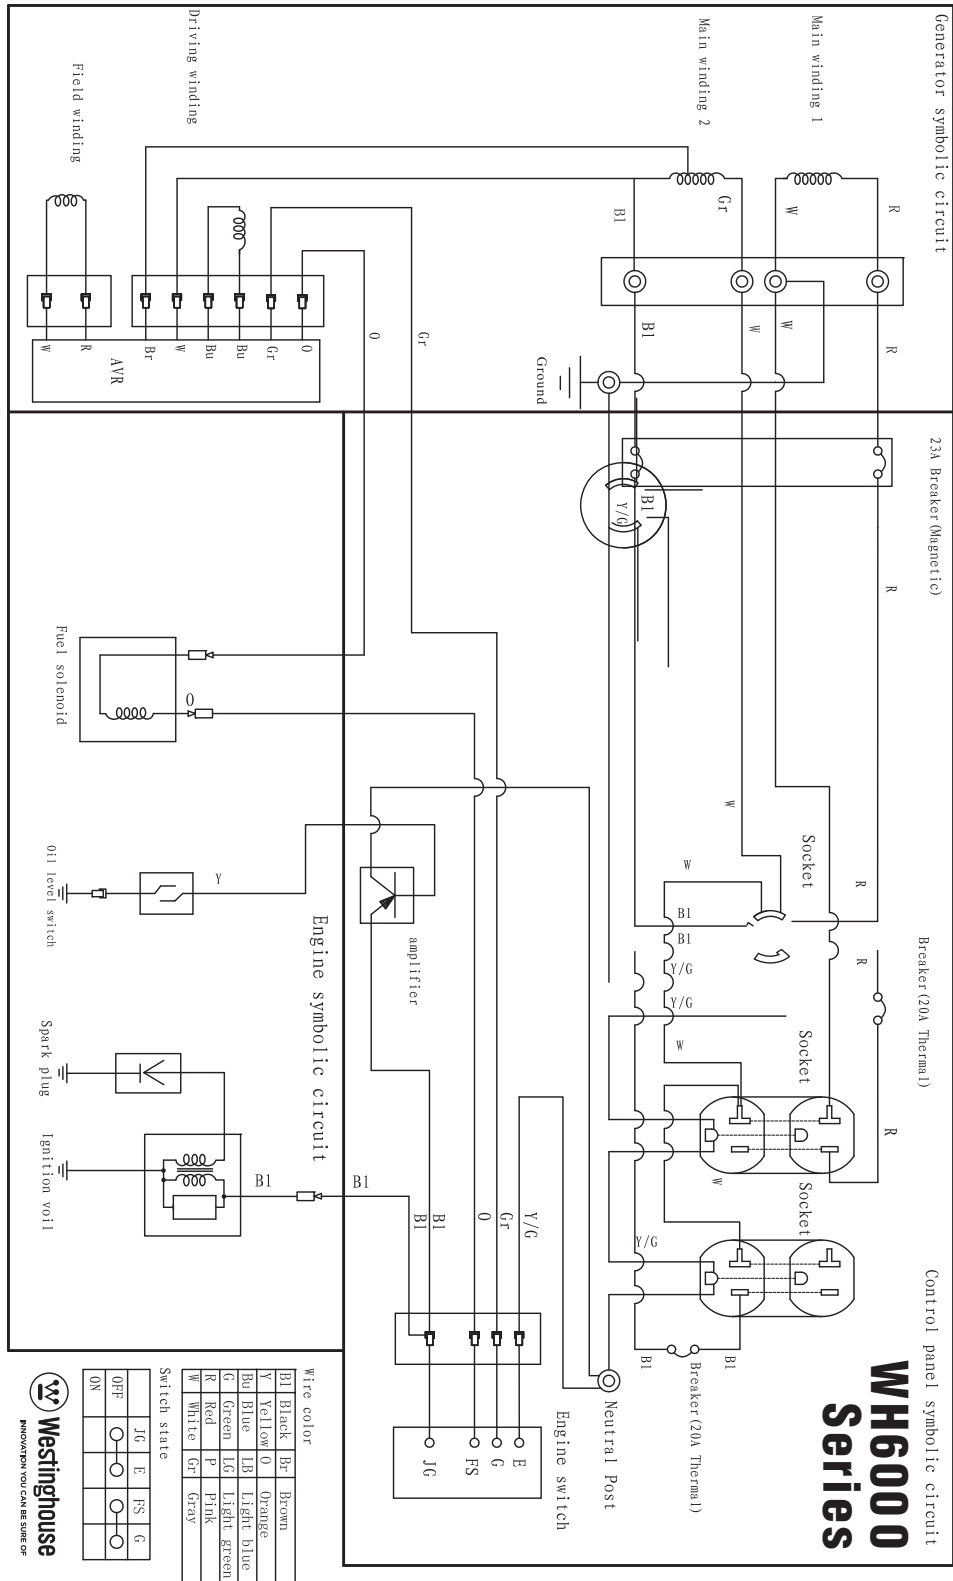 Generator symbolic circuit
Main winding 1
Main winding 2
Driving winding
Field winding
R
W
Gr
Bl
R
W
W
Bl
Ground
O
Gr
O
Gr
Bu
Bu
W
Br
R
W
AVR
Control panel symbolic circuit
WH6000
Series
23A Breaker(Magnetic)
Bl
Y/G
R
W
Socket
R
W
Bl
Bl
Y/G
Y/G
W
Breaker(20A Thermal)
R
Socket
R
W
Socket
Y/G
Bl
Bl
Breaker(20A Thermal)
Neutral Post
amplifier
Y/G
Gr
O
Bl
Bl
E
G
FS
JG
Engine switch
Engine symbolic circuit
Fuel solenoid
O
Oil level switch
Y
Spark plug
Ignition voil
Bl
Bl
Wire color
Bl Black Br Brown
Y Yellow O Orange
Bu Blue LB Light blue
G Green LG Light green
R Red P Pink
W White Gr Gray
Switch state
JG E FS G
OFF
ON
Westinghouse
INNOVATION YOU CAN BE SURE OF